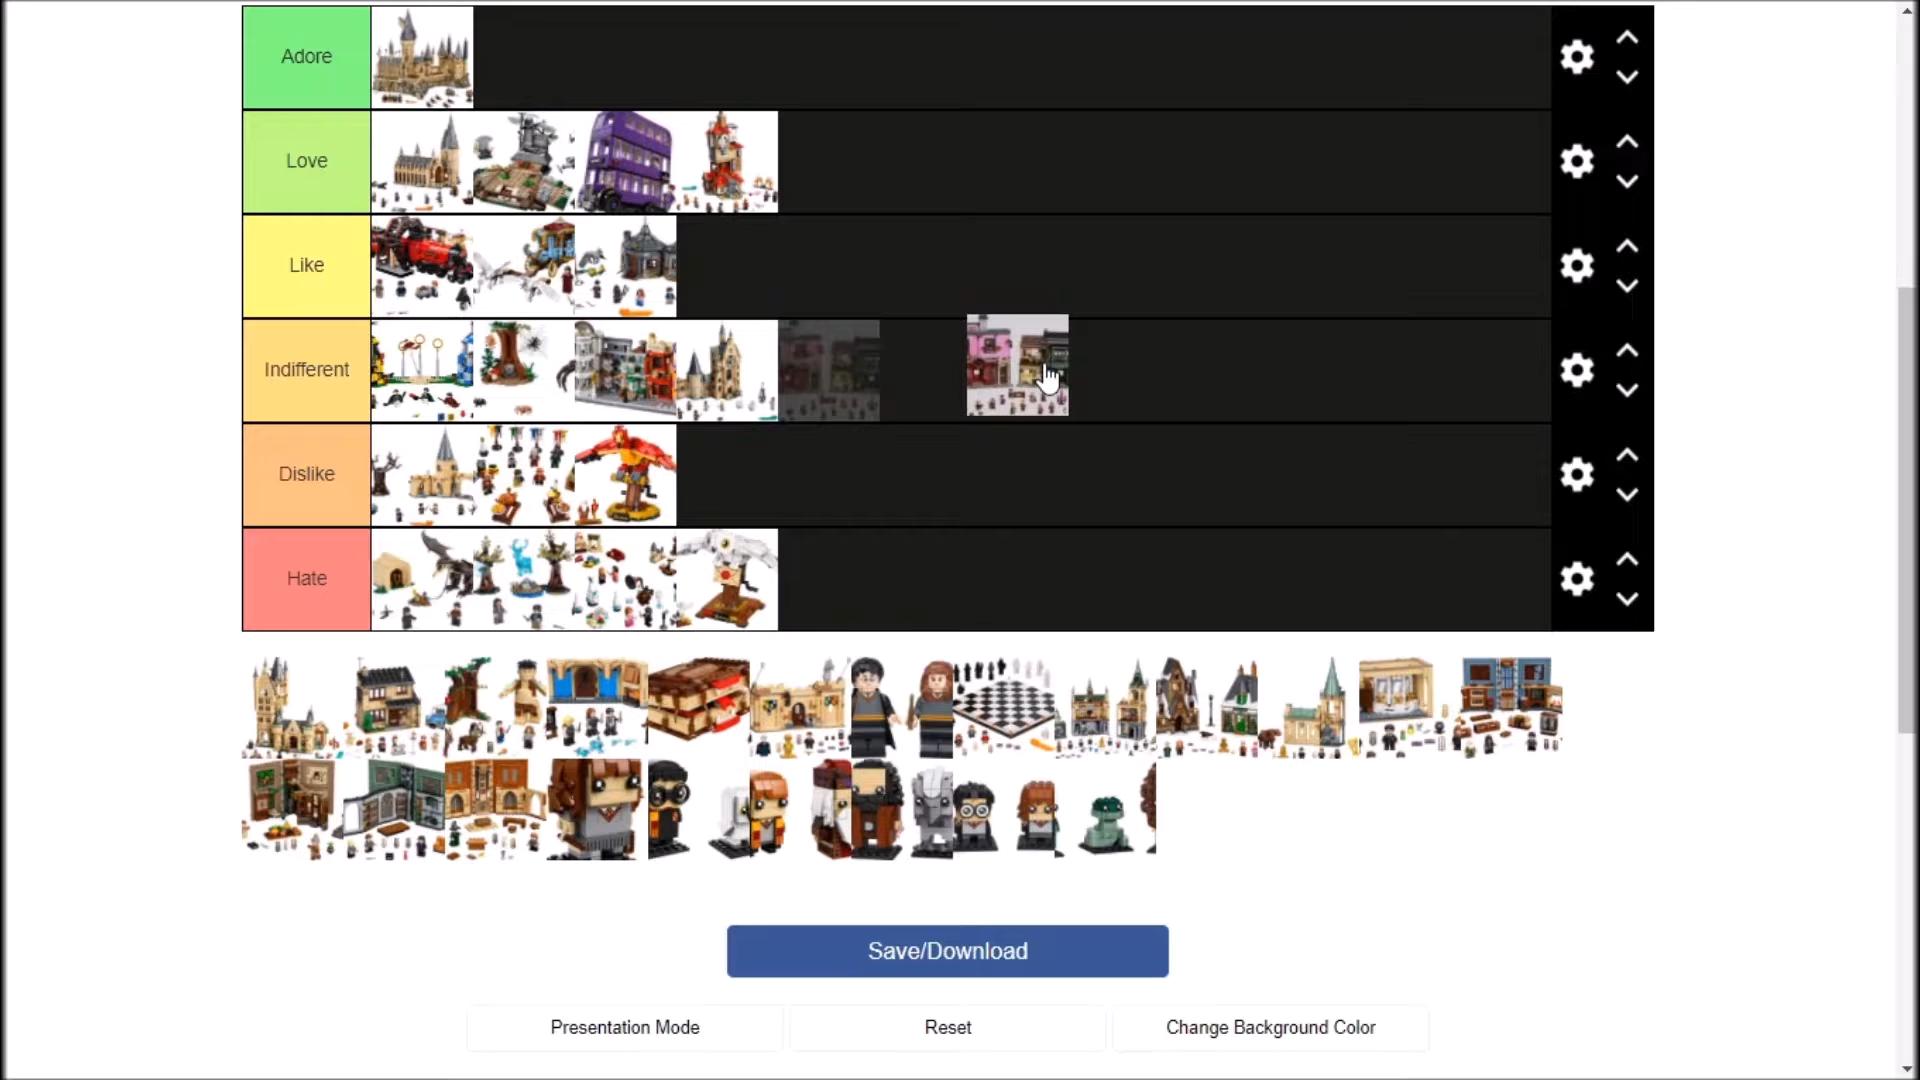 Adore
Love
Like
Indifferent
Dislike
Hate
Save/Download
Presentation Mode
Reset
Change Background Color